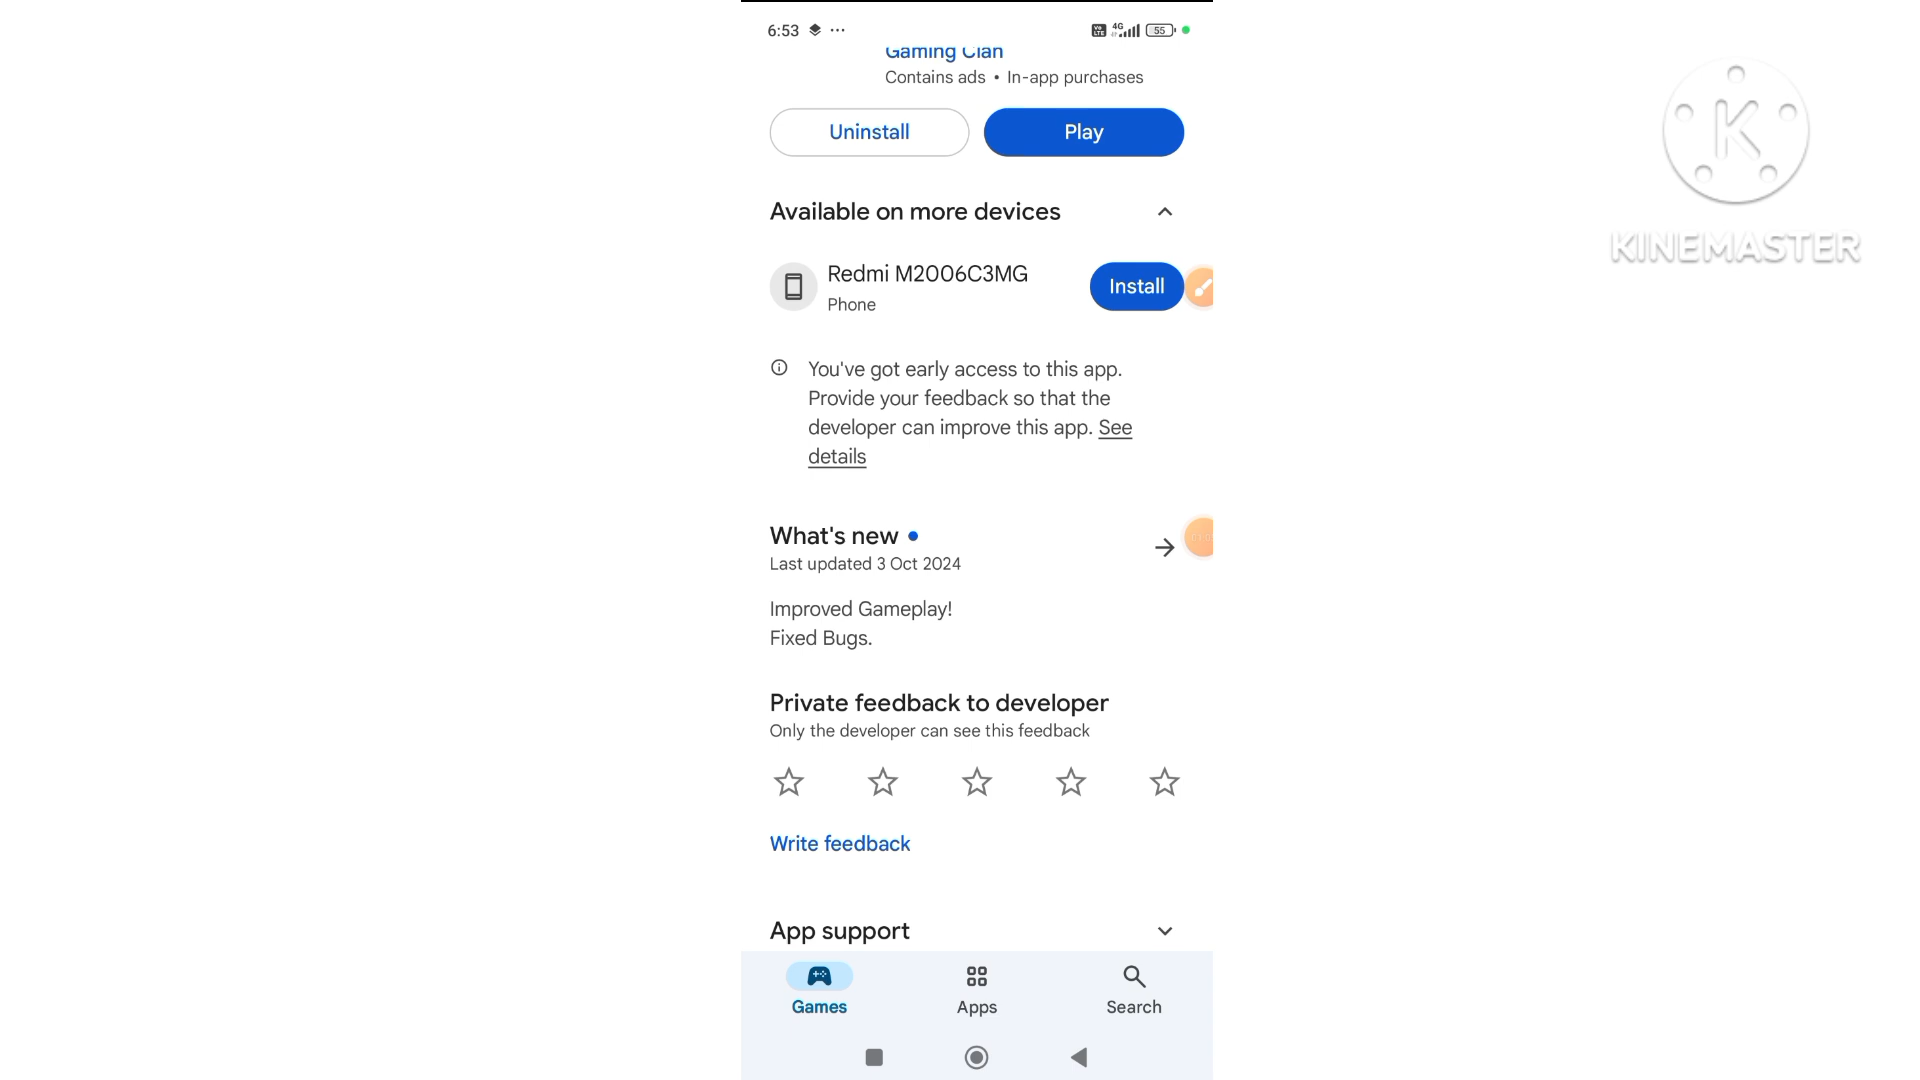 6:53
4G
55
Gaming Clan
Contains ads • In-app purchases
Uninstall
Play
Available on more devices
Redmi M2006C3MG
Phone
Install
You've got early access to this app.
Provide your feedback so that the
developer can improve this app. See
details
What's new
Last updated 3 Oct 2024
Improved Gameplay!
Fixed Bugs.
Private feedback to developer
Only the developer can see this feedback
Write feedback
App support
Games
Apps
Search
K
KINEMASTER